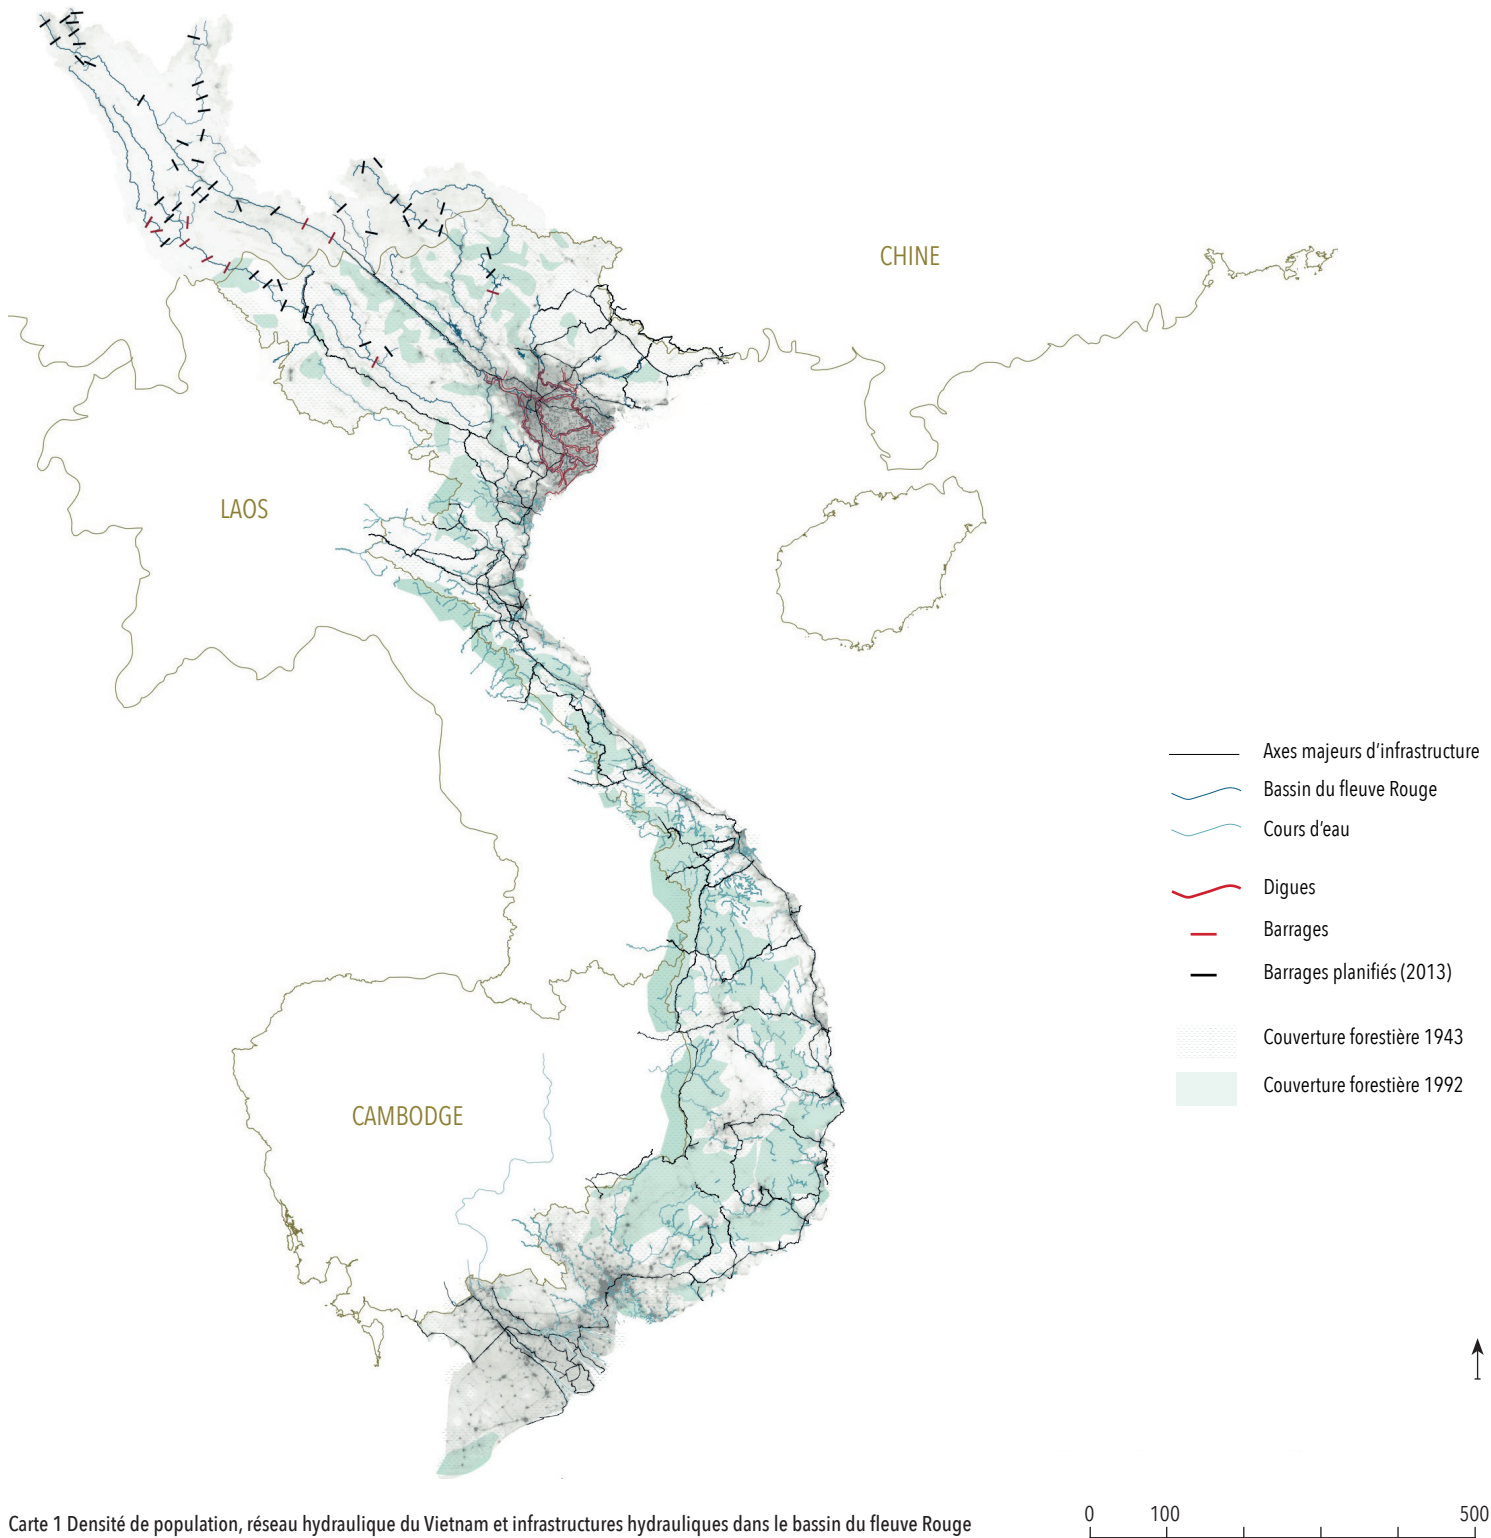 CHINE
LAOS
CAMBODGE
Axes majeurs d'infrastructure
Bassin du fleuve Rouge
Cours d'eau
Digues
Barrages
Barrages planifiés (2013)
Couverture forestière 1943
Couverture forestière 1992
0 100 500
Carte 1 Densité de population, réseau hydraulique du Vietnam et infrastructures hydrauliques dans le bassin du fleuve Rouge